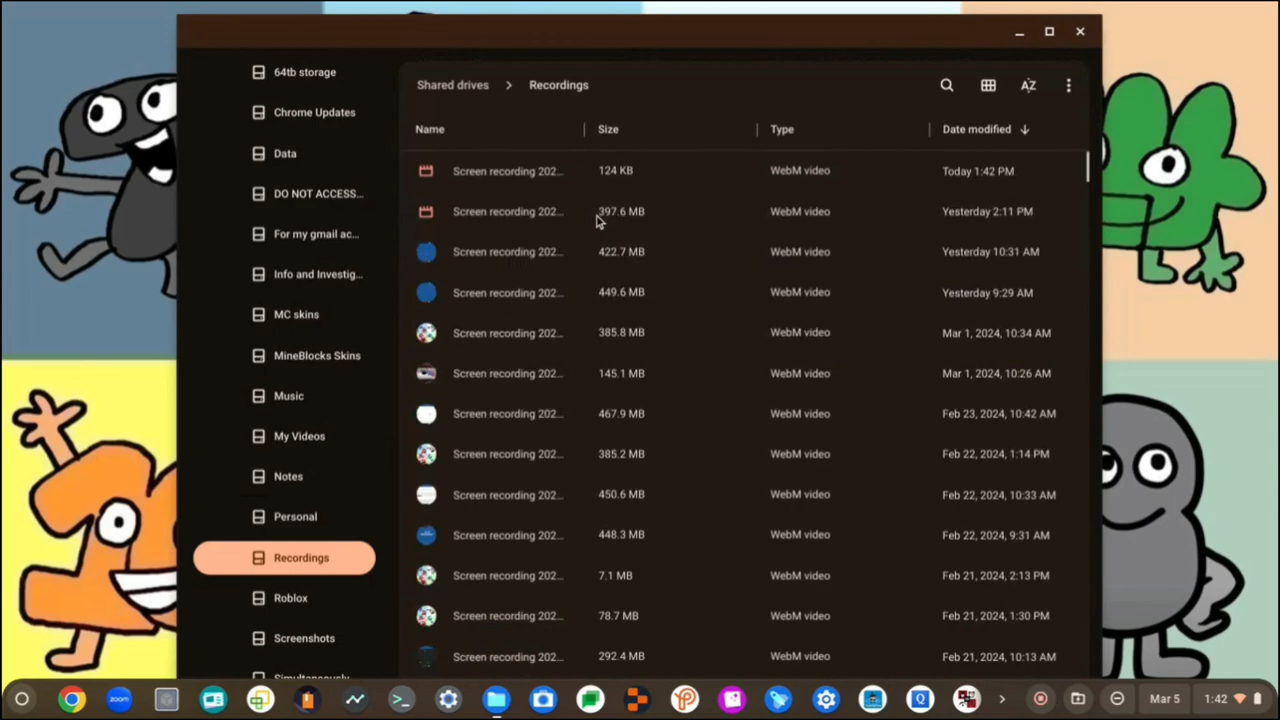 64tb storage
Chrome Updates
Data
DO NOT ACCESS...
For my gmail ac...
Info and Investig...
MC skins
MineBlocks Skins
Music
My Videos
Notes
Personal
Recordings
Roblox
Screenshots
Simultaneously
Shared drives > Recordings
Name Size Type Date modified
Screen recording 202... 124 KB WebM video Today 1:42 PM
Screen recording 202... 397.6 MB WebM video Yesterday 2:11 PM
Screen recording 202... 422.7 MB WebM video Yesterday 10:31 AM
Screen recording 202... 449.6 MB WebM video Yesterday 9:29 AM
Screen recording 202... 385.8 MB WebM video Mar 1, 2024, 10:34 AM
Screen recording 202... 145.1 MB WebM video Mar 1, 2024, 10:26 AM
Screen recording 202... 467.9 MB WebM video Feb 23, 2024, 10:42 AM
Screen recording 202... 385.2 MB WebM video Feb 22, 2024, 1:14 PM
Screen recording 202... 450.6 MB WebM video Feb 22, 2024, 10:33 AM
Screen recording 202... 448.3 MB WebM video Feb 22, 2024, 9:31 AM
Screen recording 202... 7.1 MB WebM video Feb 21, 2024, 2:13 PM
Screen recording 202... 78.7 MB WebM video Feb 21, 2024, 1:30 PM
Screen recording 202... 292.4 MB WebM video Feb 21, 2024, 10:13 AM
zoom
Mar 5 1:42